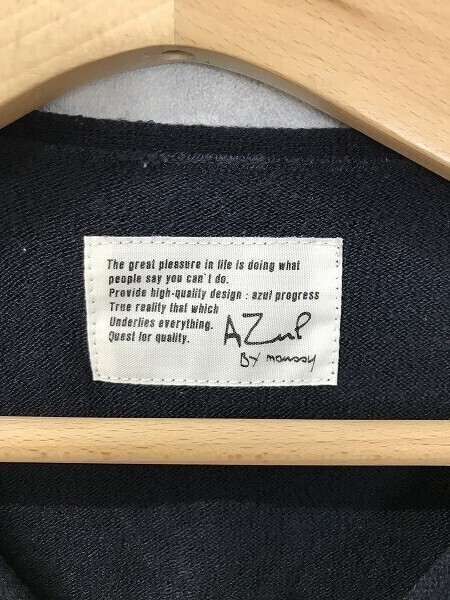 The great pleasure in life is doing what
people say you can't do.
Provide high-quality design : azul progress
True reality that which
Underlies everything.
Quest for quality.
AZUL
BY moussy